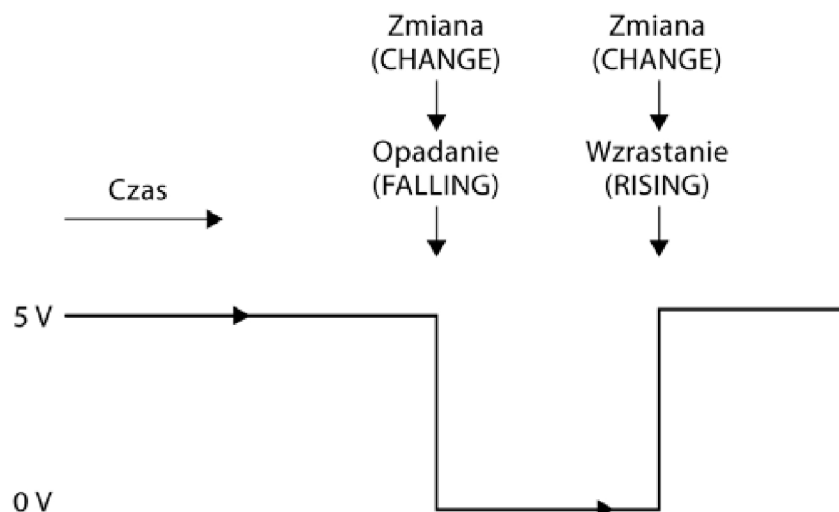 Zmiana
(CHANGE)
Zmiana
(CHANGE)
Opadanie
(FALLING)
Wzrastanie
(RISING)
Czas
5 V
0 V